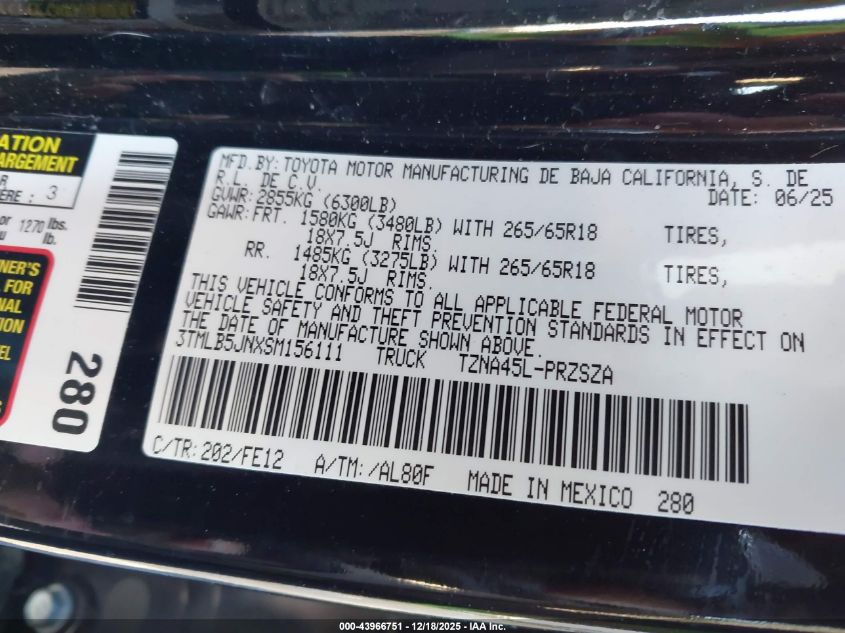 ATION
ARGEMENT
R
ÈRE: 3
or 1270 lbs.
u lb.
NER'S
L FOR
NAL
TION
EL
280
MFD.BY: TOYOTA MOTOR MANUFACTURING DE BAJA CALIFORNIA, S. DE
R.L. DE C.V. DATE: 06/25
GVWR: 2855KG (6300LB)
GAWR: FRT. 1580KG (3480LB) WITH 265/65R18 TIRES,
18X7.5J RIMS.
RR. 1485KG (3275LB) WITH 265/65R18 TIRES,
18X7.5J RIMS.
THIS VEHICLE CONFORMS TO ALL APPLICABLE FEDERAL MOTOR
VEHICLE SAFETY AND THEFT PREVENTION STANDARDS IN EFFECT ON
THE DATE OF MANUFACTURE SHOWN ABOVE.
3TMLB5JNXSM156111 TRUCK TZNA45L-PRZSZA
C/TR: 202/FE12 A/TM: /AL80F MADE IN MEXICO 280
000-43966751 - 12/18/2025 - IAA Inc.